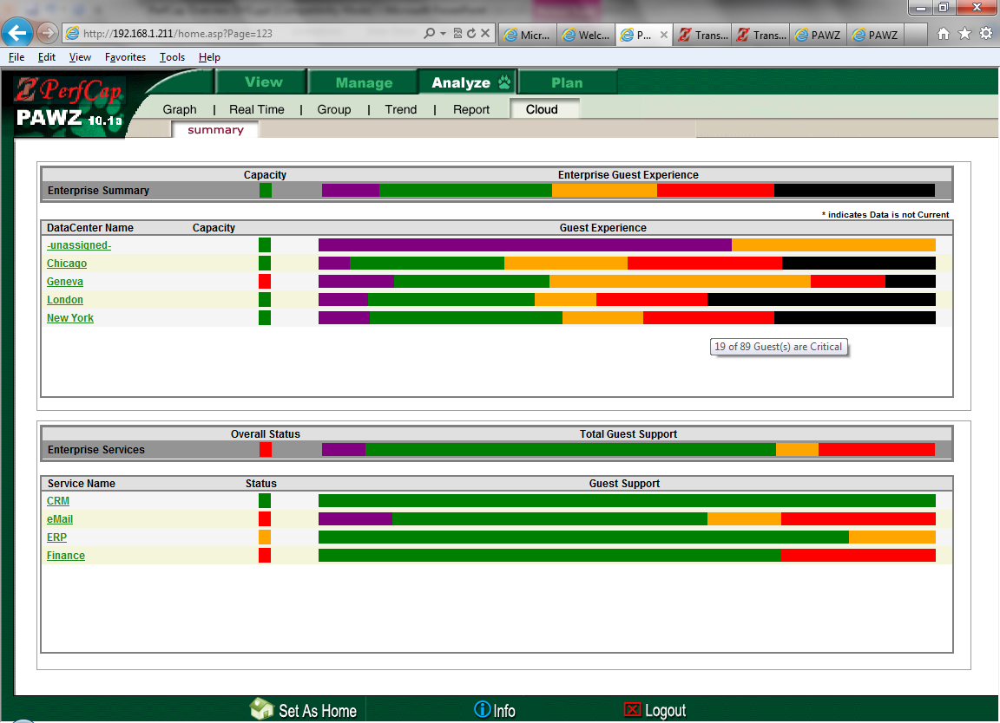 http://192.168.1.211/home.asp?Page=123
Micr...
Welc...
P...
Trans...
Trans...
PAWZ
PAWZ
File Edit View Favorites Tools Help
PerfCap
PAWZ 10.1a
View Manage Analyze Plan
Graph | Real Time | Group | Trend | Report Cloud
summary
Capacity Enterprise Guest Experience
Enterprise Summary
* indicates Data is not Current
DataCenter Name Capacity Guest Experience
-unassigned-
Chicago
Geneva
London
New York
19 of 89 Guest(s) are Critical
Overall Status Total Guest Support
Enterprise Services
Service Name Status Guest Support
CRM
eMail
ERP
Finance
Set As Home Info Logout